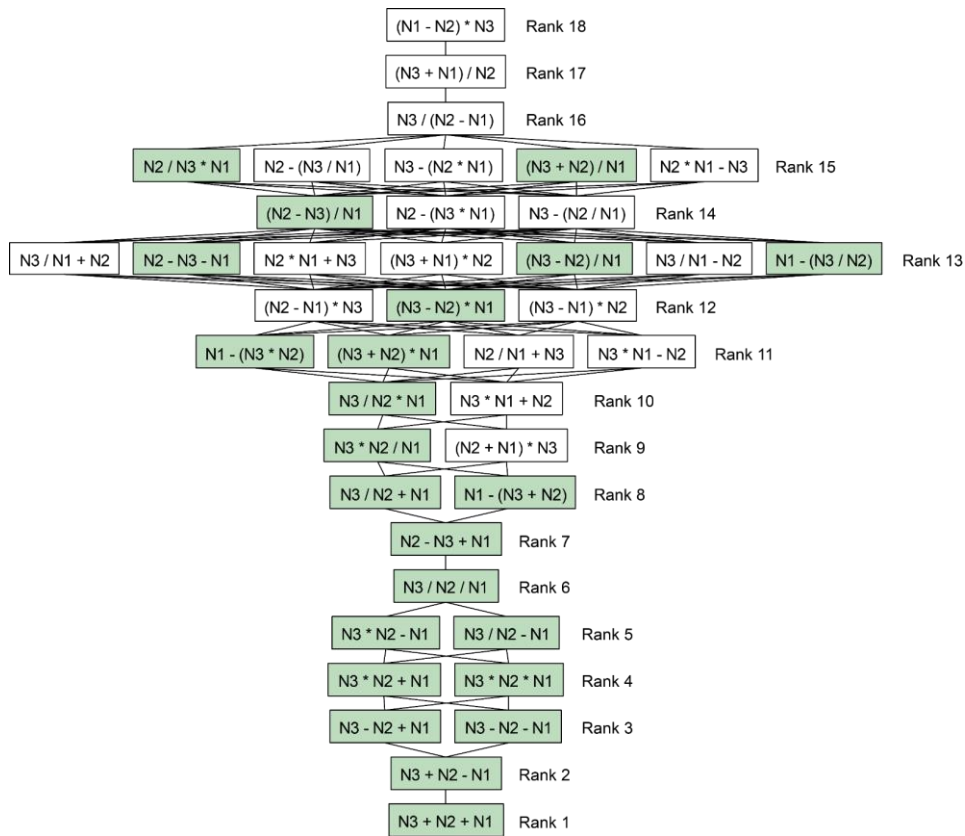 (N1 - N2) * N3 Rank 18
(N3 + N1) / N2 Rank 17
N3 / (N2 - N1) Rank 16
N2 / N3 * N1 N2 - (N3 / N1) N3 - (N2 * N1) (N3 + N2) / N1 N2 * N1 - N3 Rank 15
(N2 - N3) / N1 N2 - (N3 * N1) N3 - (N2 / N1) Rank 14
N3 / N1 + N2 N2 - N3 - N1 N2 * N1 + N3 (N3 + N1) * N2 (N3 - N2) / N1 N3 / N1 - N2 N1 - (N3 / N2) Rank 13
(N2 - N1) * N3 (N3 - N2) * N1 (N3 - N1) * N2 Rank 12
N1 - (N3 * N2) (N3 + N2) * N1 N2 / N1 + N3 N3 * N1 - N2 Rank 11
N3 / N2 * N1 N3 * N1 + N2 Rank 10
N3 * N2 / N1 (N2 + N1) * N3 Rank 9
N3 / N2 + N1 N1 - (N3 + N2) Rank 8
N2 - N3 + N1 Rank 7
N3 / N2 / N1 Rank 6
N3 * N2 - N1 N3 / N2 - N1 Rank 5
N3 * N2 + N1 N3 * N2 * N1 Rank 4
N3 - N2 + N1 N3 - N2 - N1 Rank 3
N3 + N2 - N1 Rank 2
N3 + N2 + N1 Rank 1